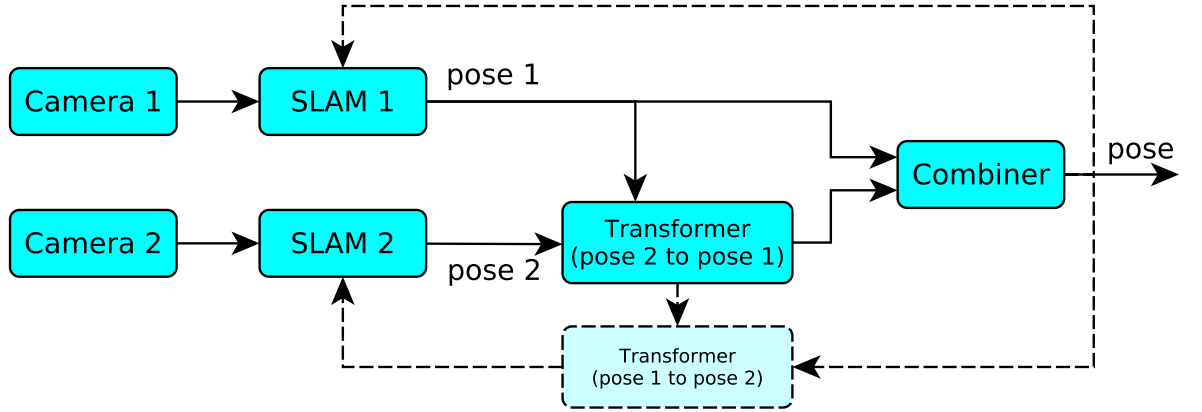 pose 1
Camera 1
SLAM 1
pose
Combiner
Camera 2
SLAM 2
pose 2
Transformer
(pose 2 to pose 1)
Transformer
(pose 1 to pose 2)